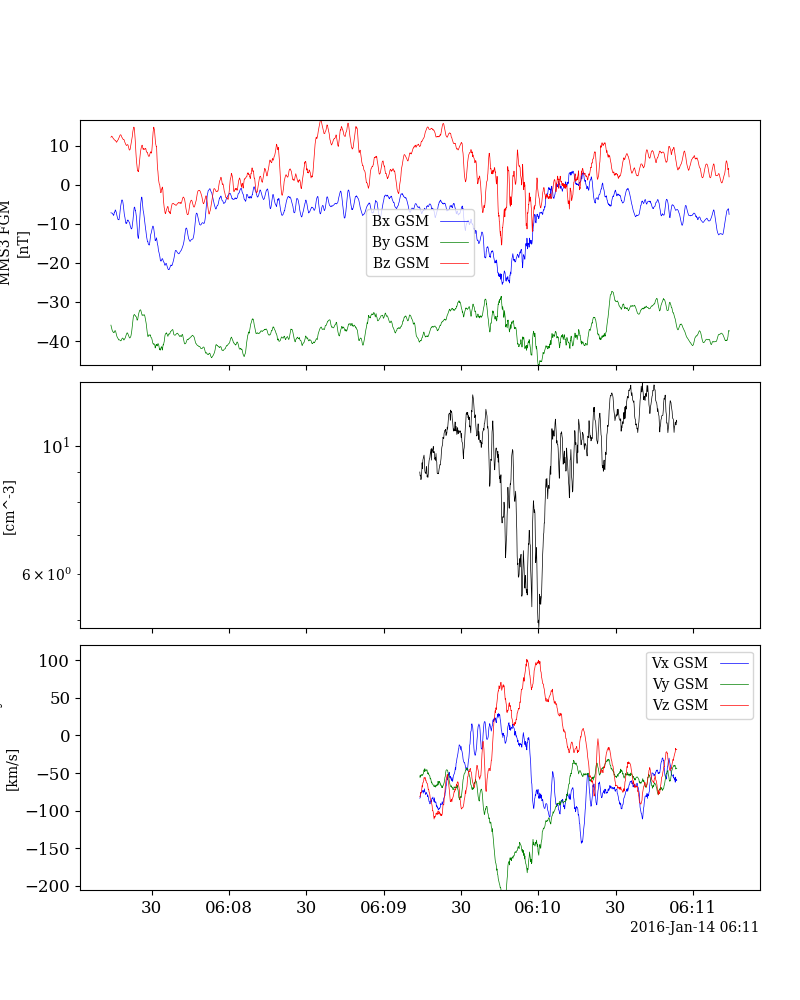 10
0
−10
−20
−30
−40
MMS3 FGM
[nT]
Bx GSM
By GSM
Bz GSM
10¹
6 × 10⁰
[cm^-3]
100
50
0
−50
−100
−150
−200
[km/s]
Vx GSM
Vy GSM
Vz GSM
30 06:08 30 06:09 30 06:10 30 06:11
2016-Jan-14 06:11